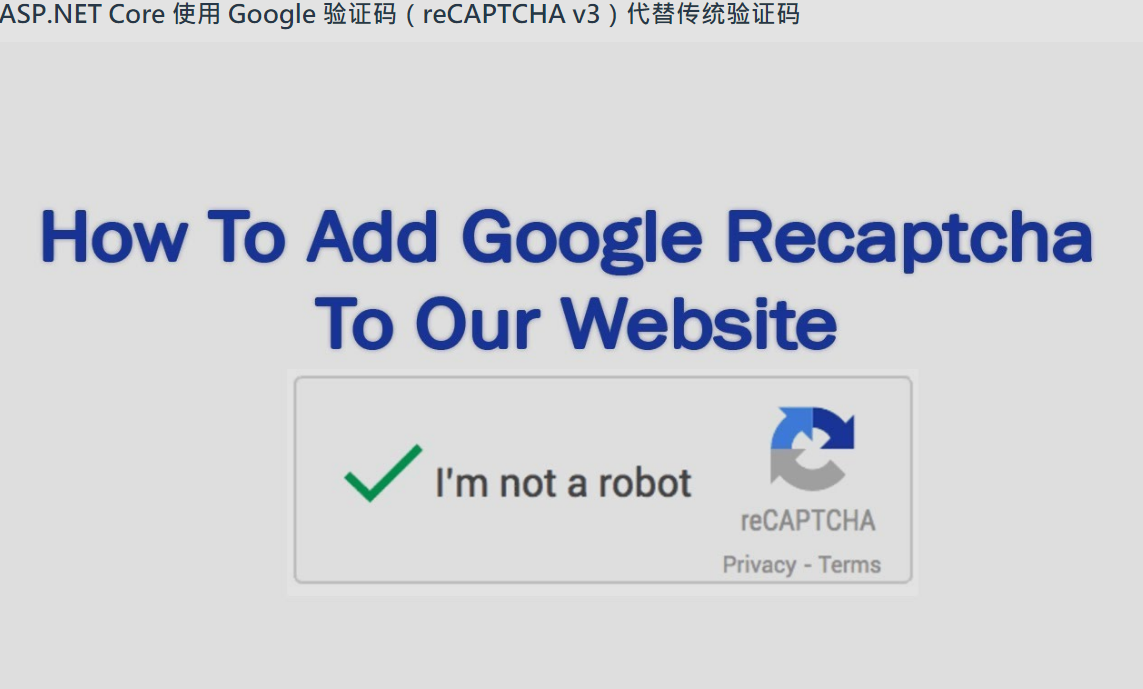 ASP.NET Core 使用 Google 验证码（reCAPTCHA v3）代替传统验证码
How To Add Google Recaptcha
To Our Website
I'm not a robot
reCAPTCHA
Privacy - Terms